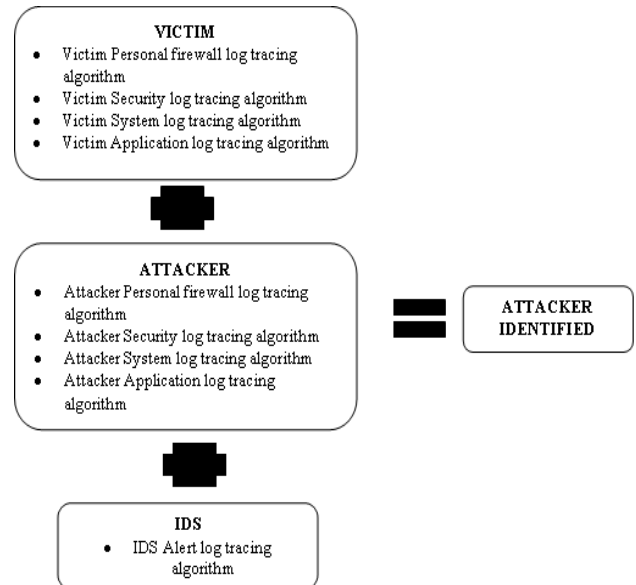 VICTIM
• Victim Personal firewall log tracing
algorithm
• Victim Security log tracing algorithm
• Victim System log tracing algorithm
• Victim Application log tracing algorithm
ATTACKER
• Attacker Personal firewall log tracing
algorithm
• Attacker Security log tracing algorithm
• Attacker System log tracing algorithm
• Attacker Application log tracing
algorithm
ATTACKER
IDENTIFIED
IDS
• IDS Alert log tracing
algorithm